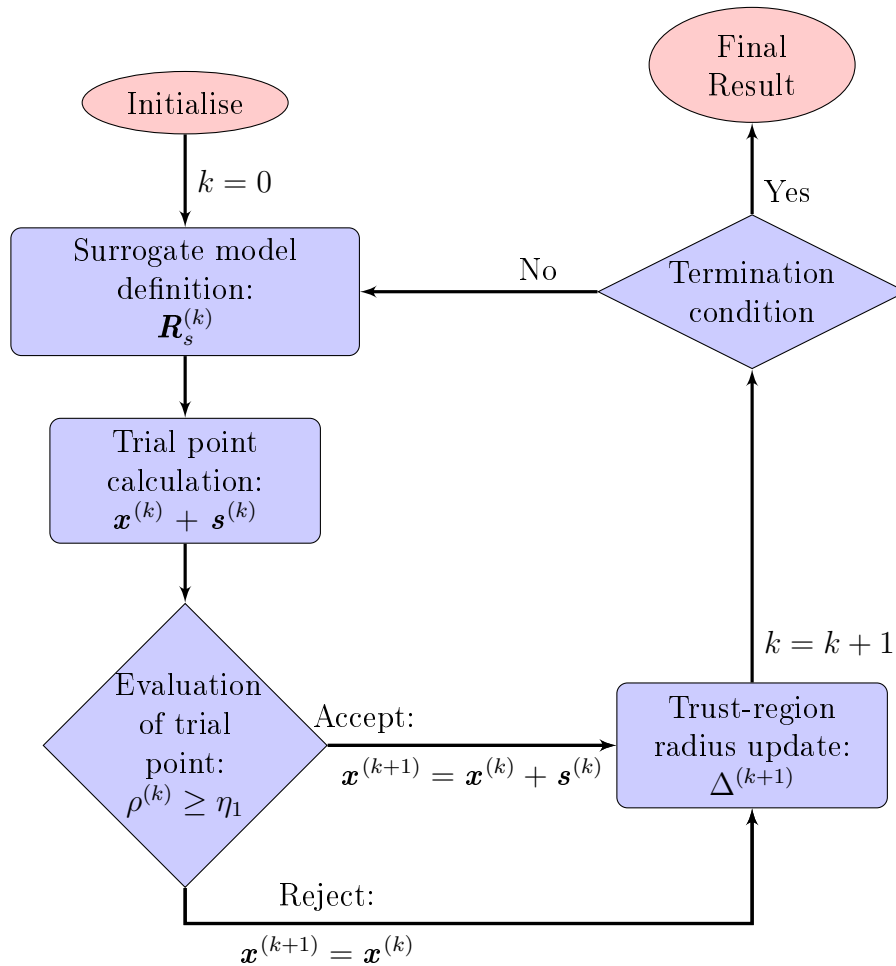 Initialise
k = 0
Surrogate model
definition:
R_s^{(k)}
Trial point
calculation:
x^{(k)} + s^{(k)}
Evaluation
of trial
point:
ρ^{(k)} ≥ η_1
Accept:
x^{(k+1)} = x^{(k)} + s^{(k)}
Reject:
x^{(k+1)} = x^{(k)}
Trust-region
radius update:
Δ^{(k+1)}
k = k + 1
Termination
condition
No
Yes
Final
Result